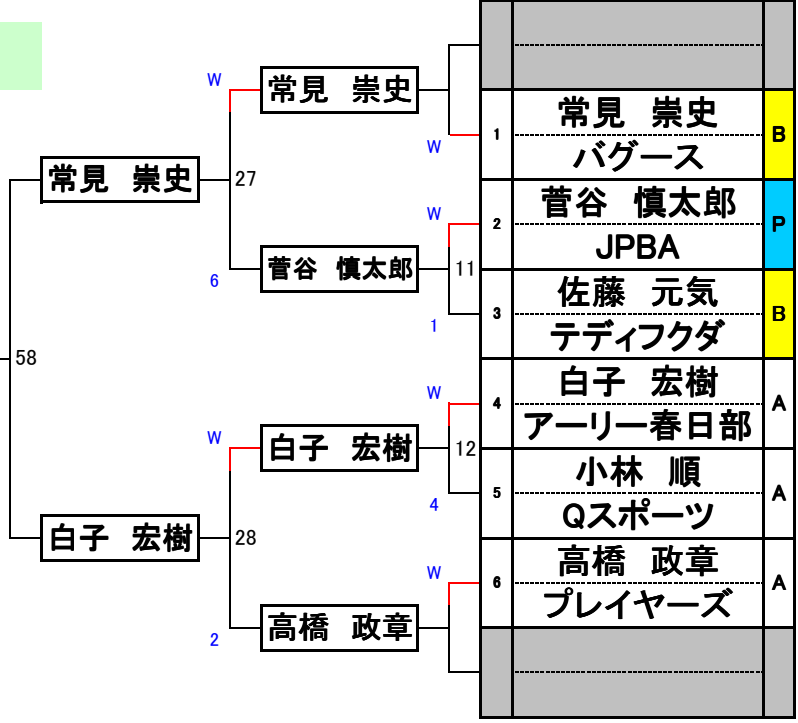 W
常見　崇史
W
1
常見　崇史
バグース
B
常見　崇史
27
W
2
菅谷　慎太郎
JPBA
P
6
菅谷　慎太郎
11
1
3
佐藤　元気
テディフクダ
B
58
W
4
白子　宏樹
アーリー春日部
A
W
白子　宏樹
12
4
5
小林　順
Qスポーツ
A
白子　宏樹
28
W
6
高橋　政章
プレイヤーズ
A
2
高橋　政章